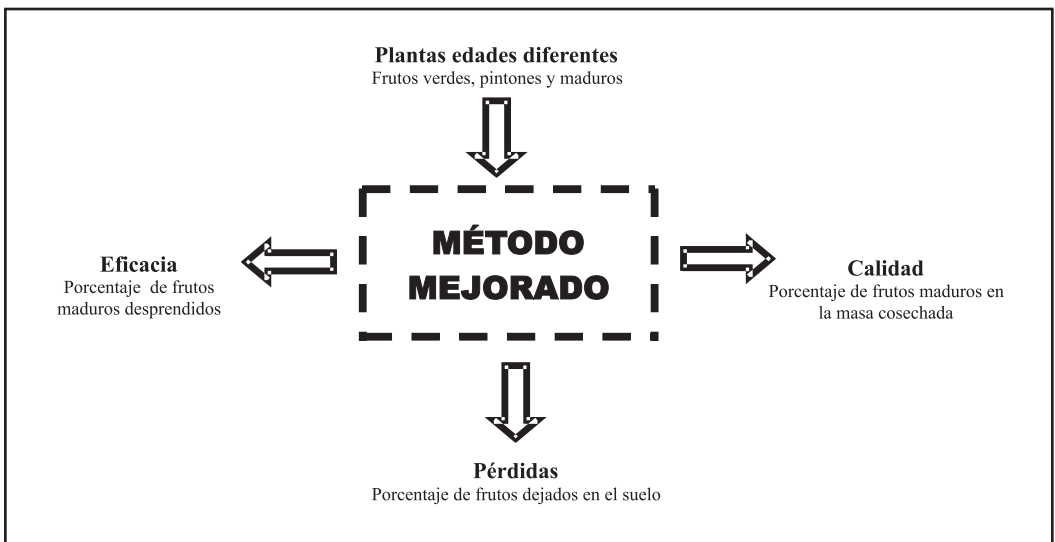 Plantas edades diferentes
Frutos verdes, pintones y maduros
MÉTODO
MEJORADO
Eficacia
Porcentaje de frutos
maduros desprendidos
Calidad
Porcentaje de frutos maduros en
la masa cosechada
Pérdidas
Porcentaje de frutos dejados en el suelo